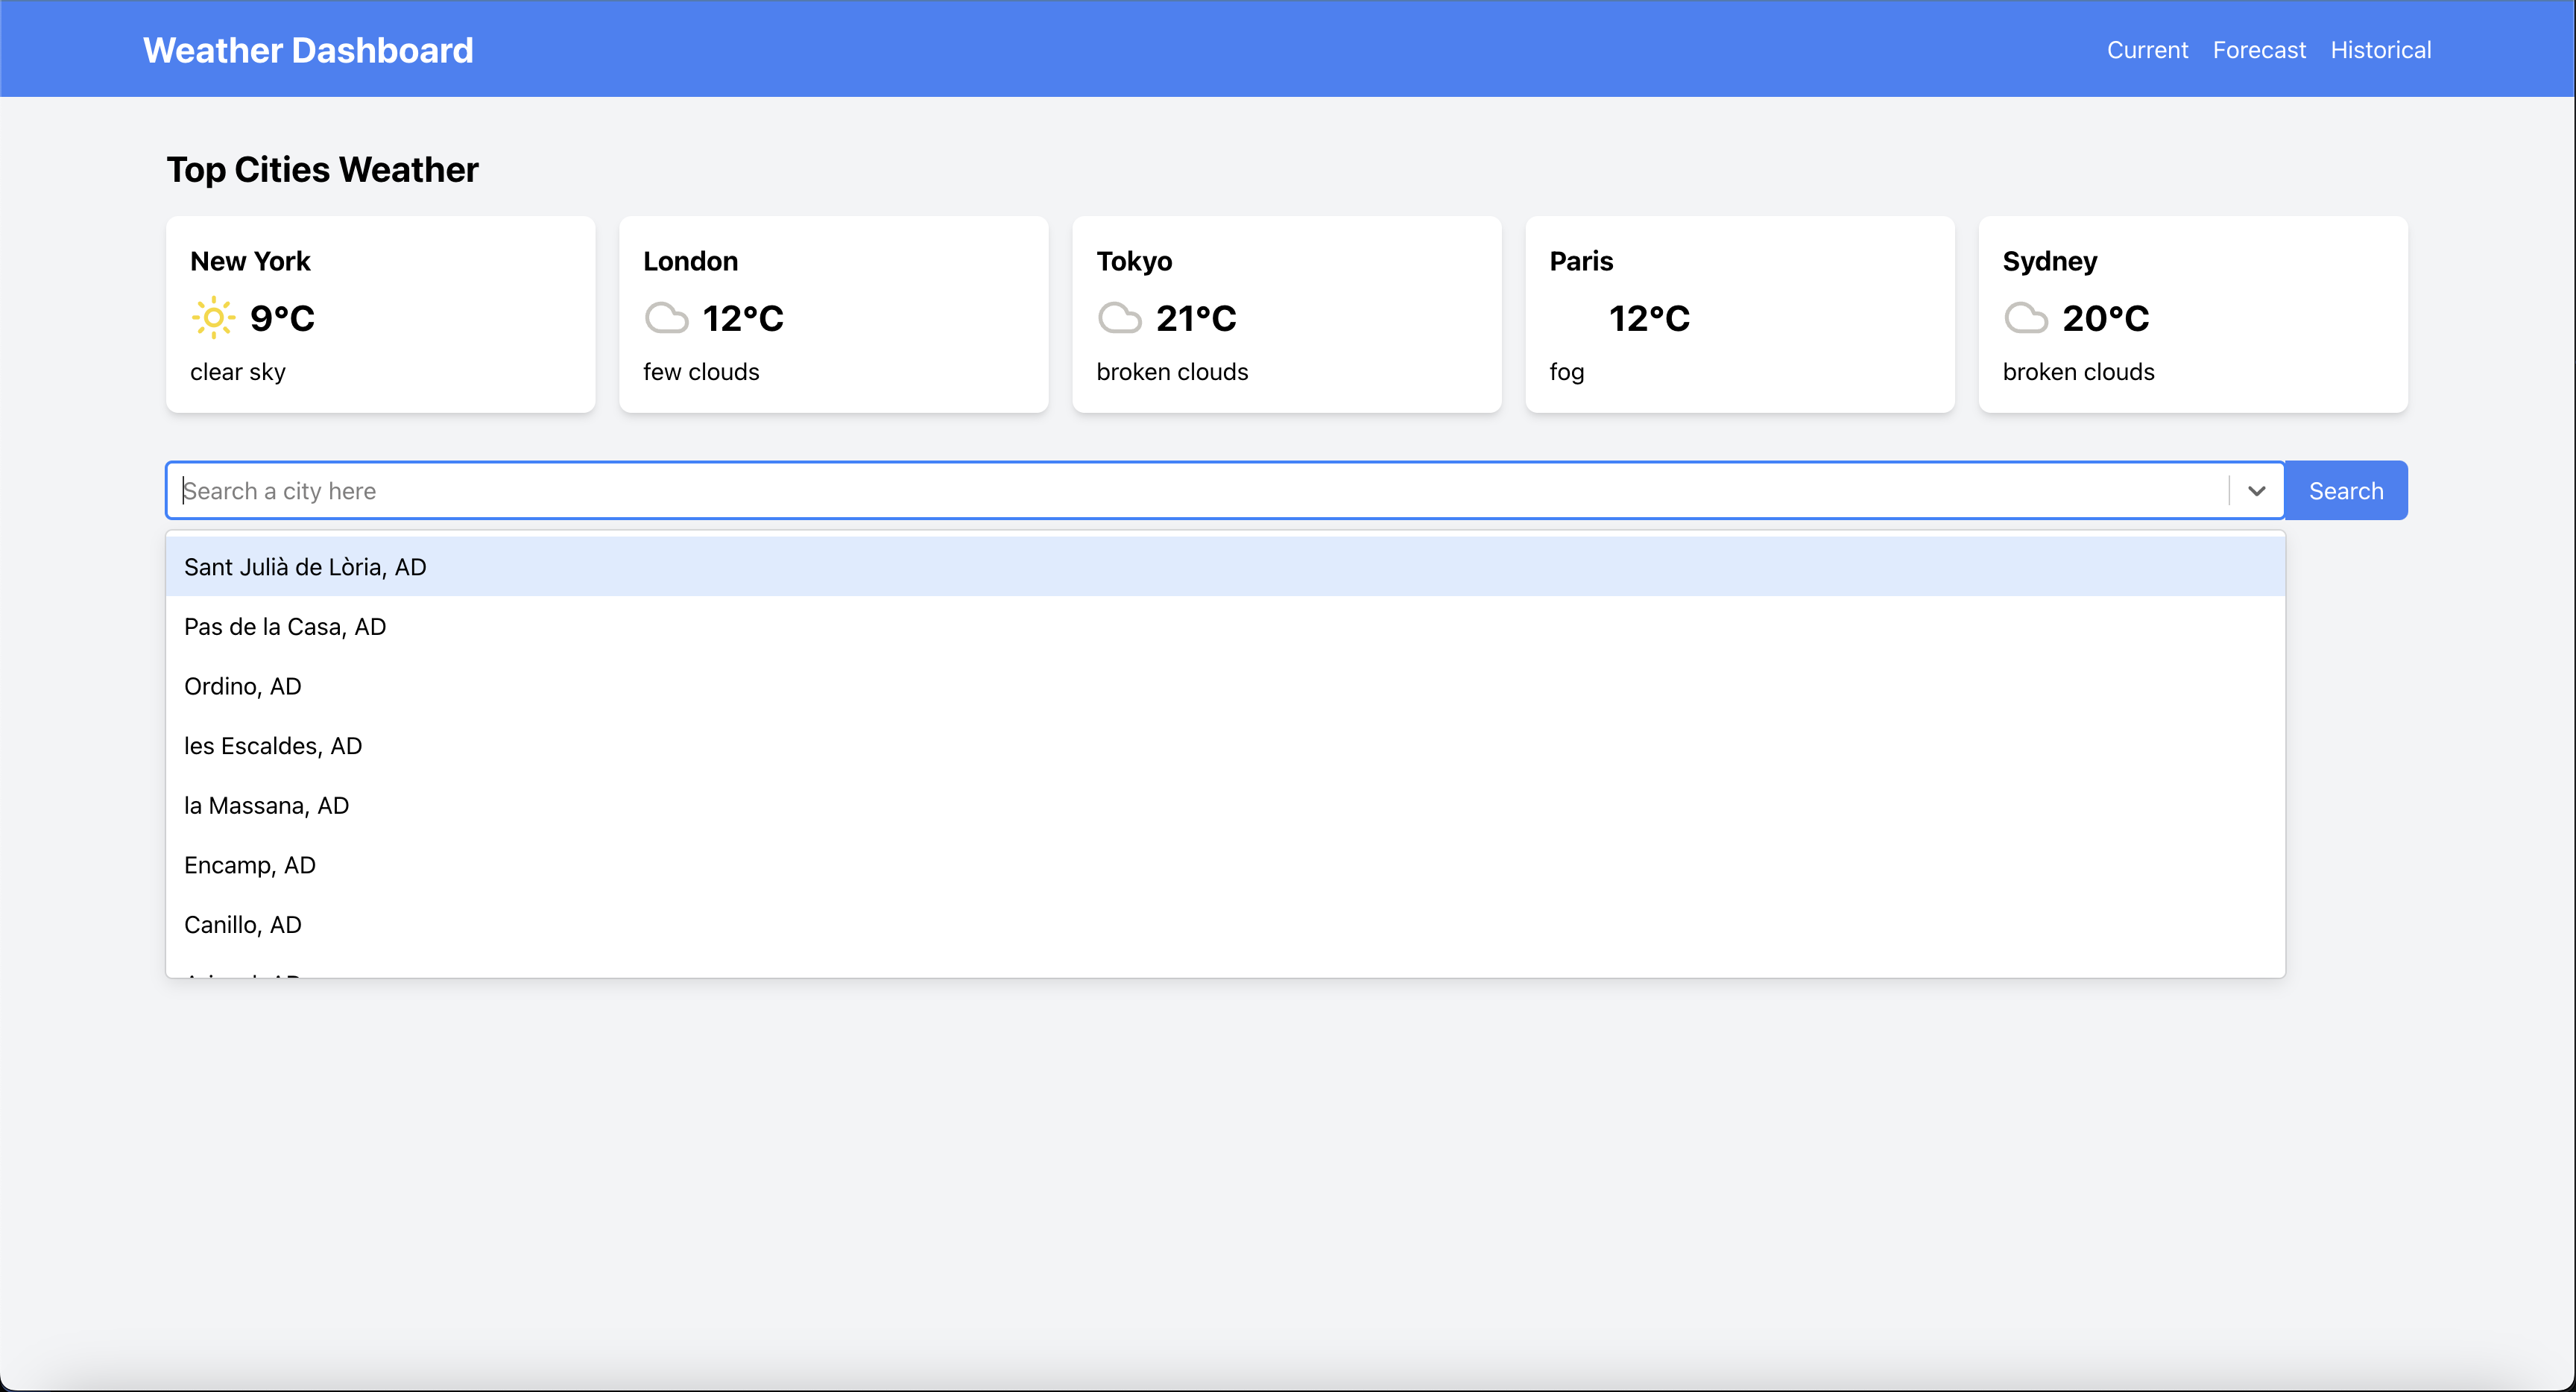 Weather Dashboard
Current Forecast Historical
Top Cities Weather
New York
9°C
clear sky
London
12°C
few clouds
Tokyo
21°C
broken clouds
Paris
12°C
fog
Sydney
20°C
broken clouds
Search a city here
Search
Sant Julià de Lòria, AD
Pas de la Casa, AD
Ordino, AD
les Escaldes, AD
la Massana, AD
Encamp, AD
Canillo, AD